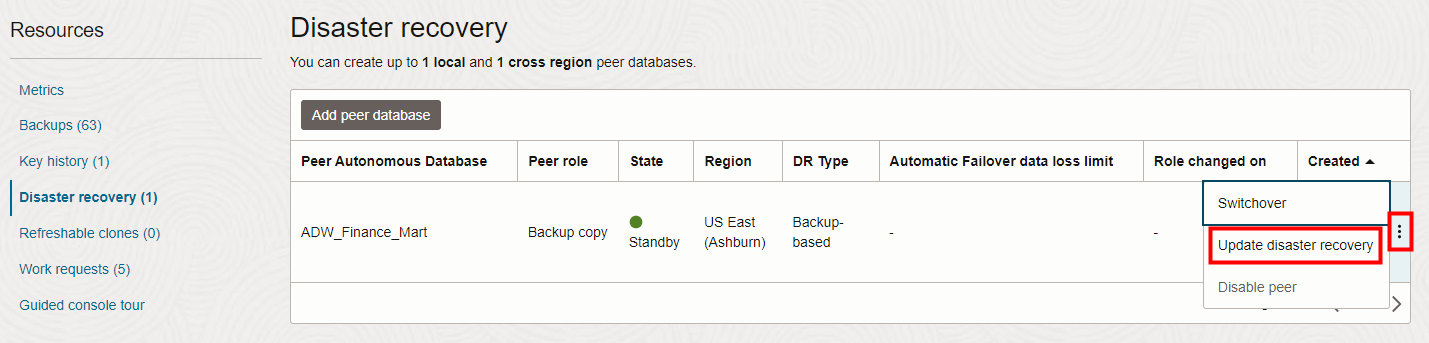 Resources
Metrics
Backups (63)
Key history (1)
Disaster recovery (1)
Refreshable clones (0)
Work requests (5)
Guided console tour
Disaster recovery
You can create up to 1 local and 1 cross region peer databases.
Add peer database
Peer Autonomous Database Peer role State Region DR Type Automatic Failover data loss limit Role changed on Created
ADW_Finance_Mart Backup copy Standby US East (Ashburn) Backup-based - -
Switchover
Update disaster recovery
Disable peer